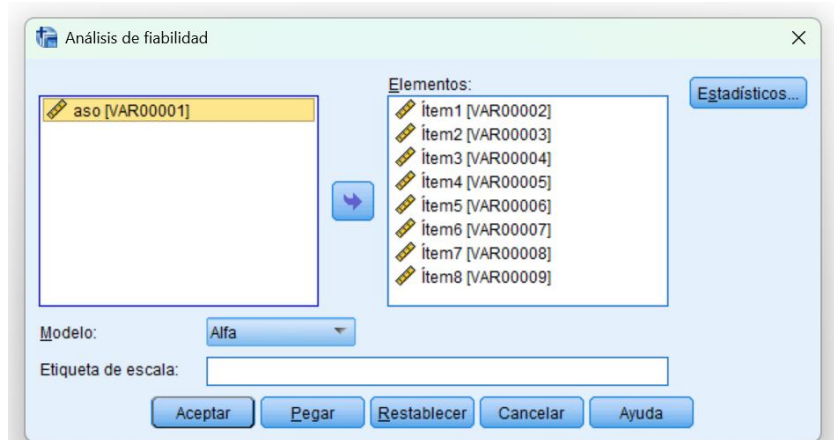 Análisis de fiabilidad
aso [VAR00001]
Elementos:
Ítem1 [VAR00002]
Ítem2 [VAR00003]
Ítem3 [VAR00004]
Ítem4 [VAR00005]
Ítem5 [VAR00006]
Ítem6 [VAR00007]
Ítem7 [VAR00008]
Ítem8 [VAR00009]
Estadísticos...
Modelo: Alfa
Etiqueta de escala:
Aceptar Pegar Restablecer Cancelar Ayuda